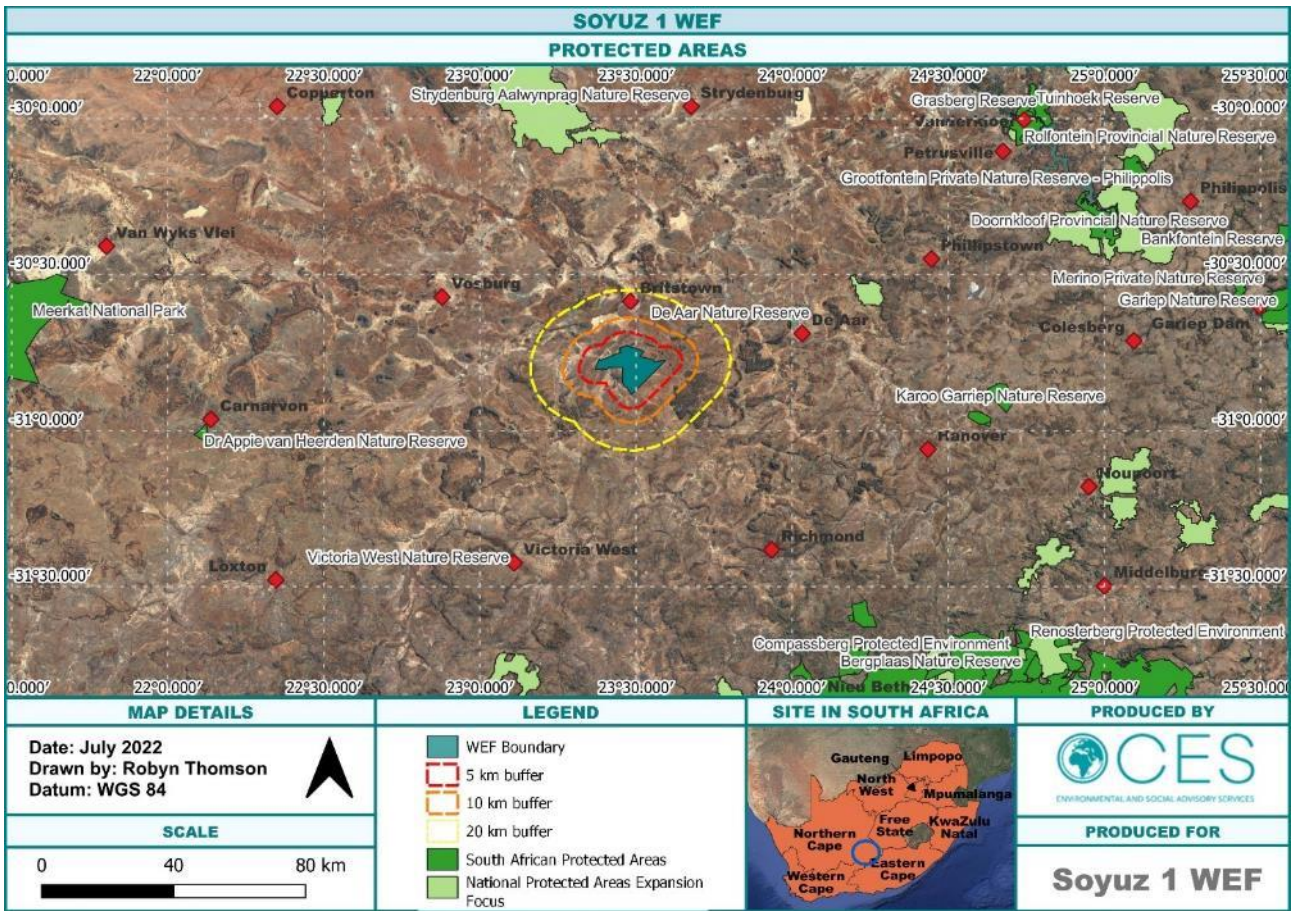 SOYUZ 1 WEF
PROTECTED AREAS
0.000′ 22°0.000′ 22°30.000′ 23°0.000′ 23°30.000′ 24°0.000′ 24°30.000′ 25°0.000′ 25°30.000′
Copperton
Strydenburg Aalwynprag Nature Reserve
Strydenburg
Grasberg Reserve
Tuinhoek Reserve
-30°0.000′
-30°0.000′
Rolfontein Provincial Nature Reserve
Petrusville
Grootfontein Private Nature Reserve - Philippolis
Philippolis
Doornkloof Provincial Nature Reserve
Van Wyks Vlei
Phillipstown
Bankfontein Reserve
-30°30.000′
-30°30.000′
Merino Private Nature Reserve
Vosburg
Britstown
Gariep Nature Reserve
Meerkat National Park
De Aar Nature Reserve
De Aar
Colesberg
Gariep Dam
Karoo Garriep Nature Reserve
Carnarvon
-31°0.000′
-31°0.000′
Dr Appie van Heerden Nature Reserve
Hanover
Noupoort
Richmond
Victoria West Nature Reserve
Victoria West
Loxton
-31°30.000′
-31°30.000′
Middelburg
Renosterberg Protected Environment
Compassberg Protected Environment
Bergplaas Nature Reserve
Nieu Beth
0.000′ 22°0.000′ 22°30.000′ 23°0.000′ 23°30.000′ 24°0.000′ 24°30.000′ 25°0.000′ 25°30.000′
MAP DETAILS
Date: July 2022
Drawn by: Robyn Thomson
Datum: WGS 84
SCALE
0 40 80 km
LEGEND
WEF Boundary
5 km buffer
10 km buffer
20 km buffer
South African Protected Areas
National Protected Areas Expansion
Focus
SITE IN SOUTH AFRICA
Gauteng
Limpopo
North
West
Mpumalanga
Free
State
KwaZulu
Natal
Northern
Cape
Eastern
Cape
Western
Cape
PRODUCED BY
CES
ENVIRONMENTAL AND SOCIAL ADVISORY SERVICES
PRODUCED FOR
Soyuz 1 WEF